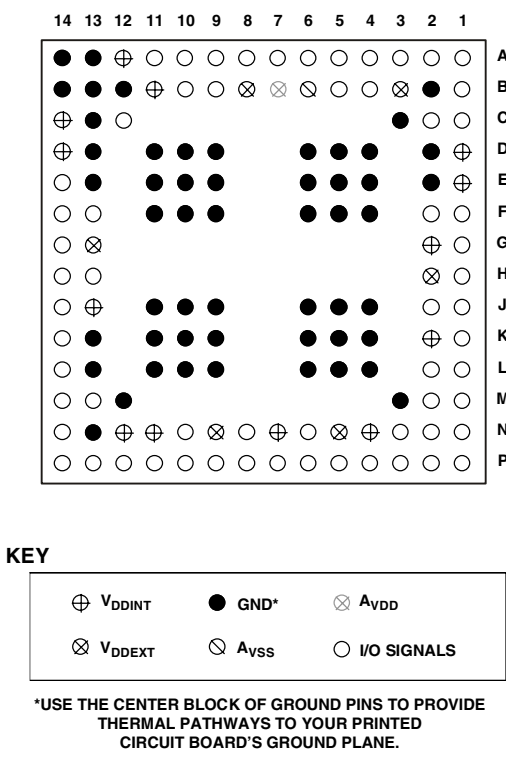 14 13 12 11 10 9 8 7 6 5 4 3 2 1
A
B
C
D
E
F
G
H
J
K
L
M
N
P
KEY
VDDINT GND* AVDD
VDDEXT AVSS I/O SIGNALS
*USE THE CENTER BLOCK OF GROUND PINS TO PROVIDE
THERMAL PATHWAYS TO YOUR PRINTED
CIRCUIT BOARD'S GROUND PLANE.